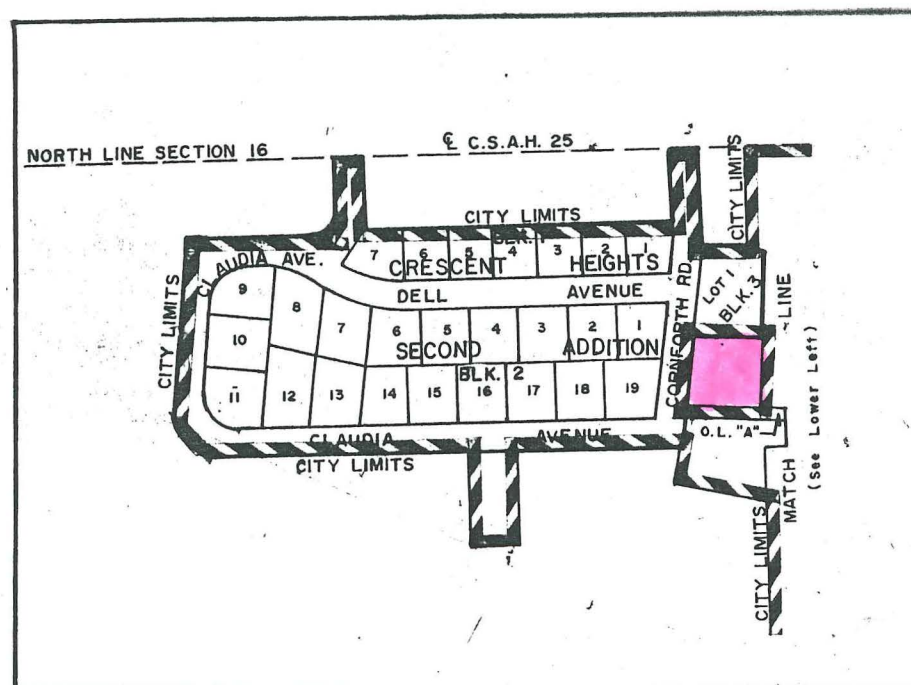 NORTH LINE SECTION 16
℄ C.S.A.H. 25
CITY LIMITS
CITY LIMITS
BLK. 1
CLAUDIA AVE.
7 6 5 4 3 2 1
CRESCENT HEIGHTS
DELL AVENUE
CORNFORTH RD.
LOT 1
BLK. 3
LINE
CITY LIMITS
9
8
7 6 5 4 3 2 1
10
SECOND ADDITION
BLK. 2
11 12 13 14 15 16 17 18 19
CLAUDIA AVENUE
CITY LIMITS
O.L. "A"
MATCH
(See Lower Left)
CITY LIMITS